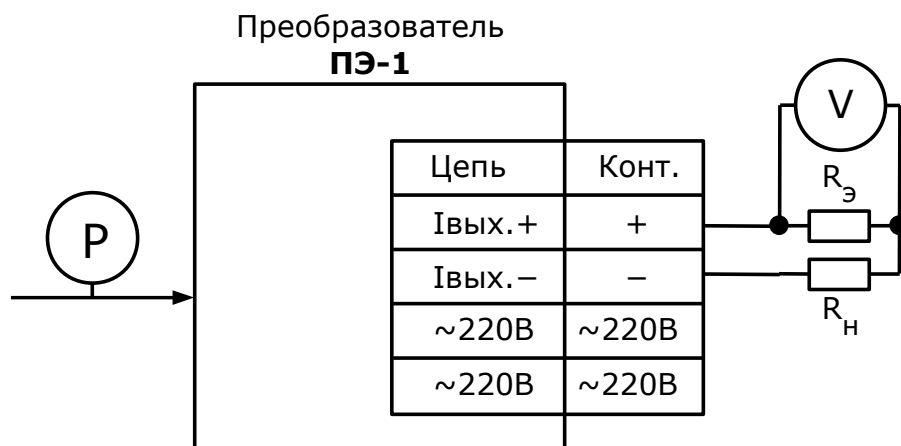 Преобразователь
ПЭ-1
V
Цепь Конт.
Rэ
P
Iвых.+ +
Iвых.− −
Rн
~220В ~220В
~220В ~220В